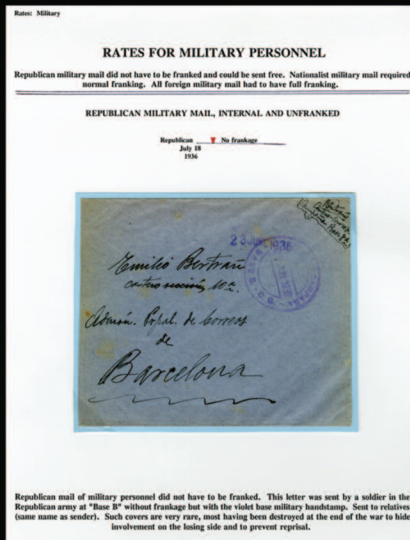 Rates: Military
RATES FOR MILITARY PERSONNEL
Republican military mail did not have to be franked and could be sent free. Nationalist military mail required
normal franking. All foreign military mail had to have full franking.
REPUBLICAN MILITARY MAIL, INTERNAL AND UNFRANKED
Republican No frankage
July 18
1936
Emilio Bertran
Admón. Pqpal. de Correos
de
Barcelona
Republican mail of military personnel did not have to be franked. This letter was sent by a soldier in the
Republican army at "Base B" without frankage but with the violet base military handstamp. Sent to relatives
(same name as sender). Such covers are very rare, most having been destroyed at the end of the war to hide
involvement on the losing side and to prevent reprisal.